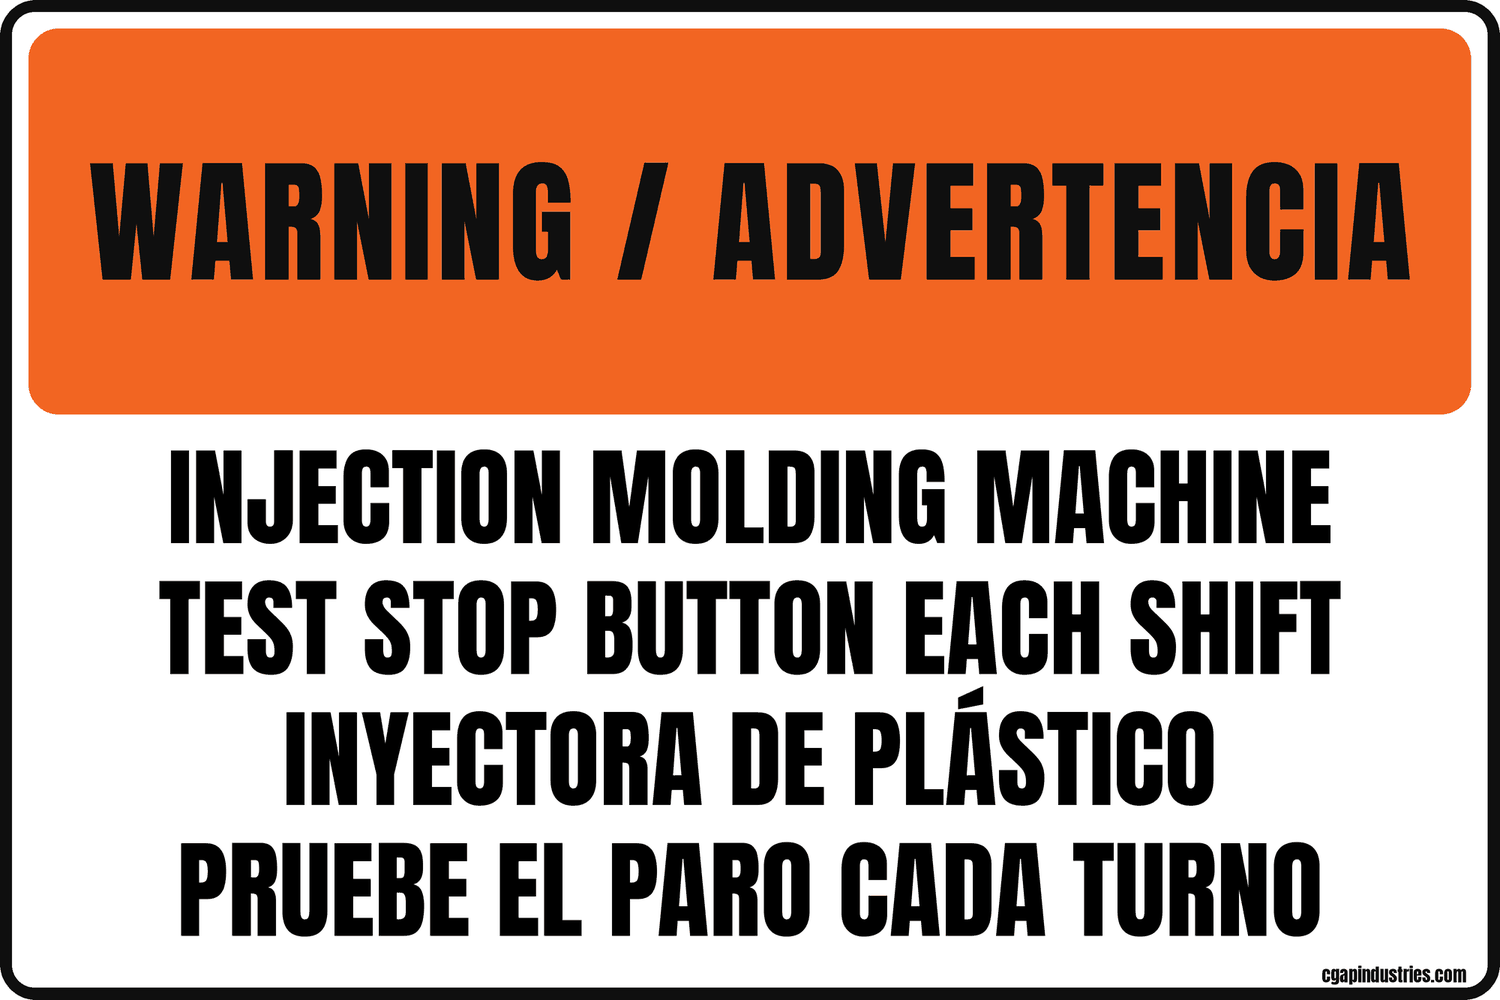 WARNING / ADVERTENCIA
INJECTION MOLDING MACHINE
TEST STOP BUTTON EACH SHIFT
INYECTORA DE PLÁSTICO
PRUEBE EL PARO CADA TURNO
cgapindustries.com